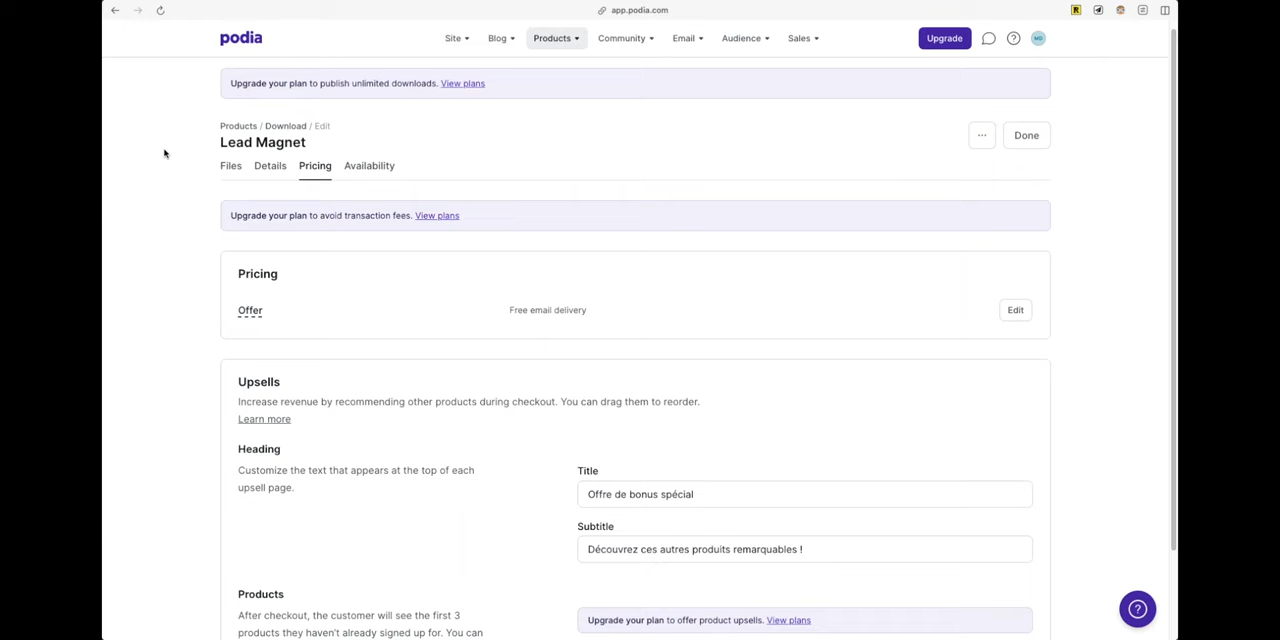 app.podia.com
R
podia
Site
Blog
Products
Community
Email
Audience
Sales
Upgrade
MD
Upgrade your plan to publish unlimited downloads. View plans
Products / Download / Edit
Lead Magnet
Done
Files
Details
Pricing
Availability
Upgrade your plan to avoid transaction fees. View plans
Pricing
Offer
Free email delivery
Edit
Upsells
Increase revenue by recommending other products during checkout. You can drag them to reorder.
Learn more
Heading
Customize the text that appears at the top of each
upsell page.
Title
Offre de bonus spécial
Subtitle
Découvrez ces autres produits remarquables !
Products
After checkout, the customer will see the first 3
products they haven't already signed up for. You can
Upgrade your plan to offer product upsells. View plans